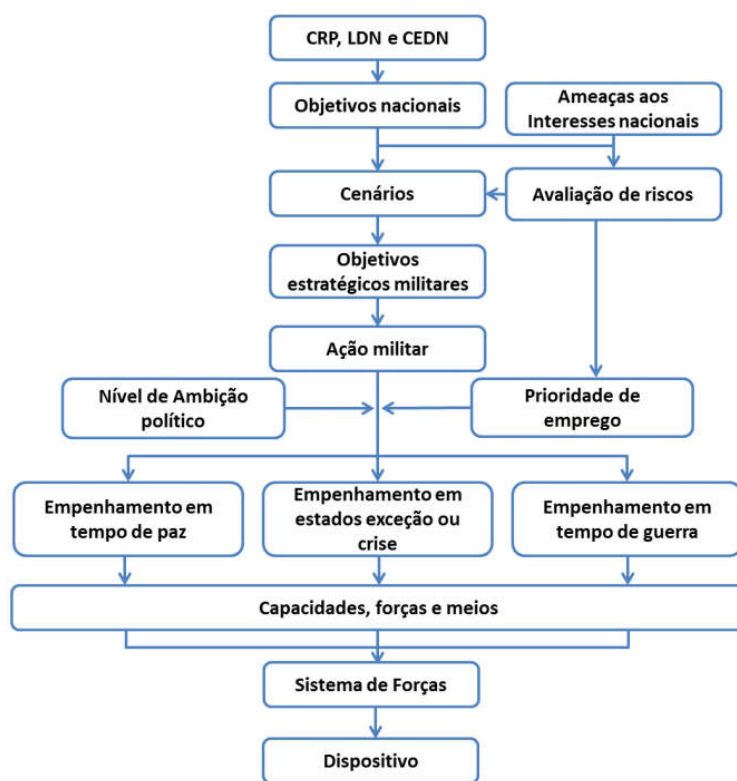 CRP, LDN e CEDN
Objetivos nacionais
Ameaças aos
Interesses nacionais
Cenários
Avaliação de riscos
Objetivos
estratégicos militares
Ação militar
Nível de Ambição
político
Prioridade de
emprego
Empenhamento em
tempo de paz
Empenhamento em
estados exceção ou
crise
Empenhamento em
tempo de guerra
Capacidades, forças e meios
Sistema de Forças
Dispositivo